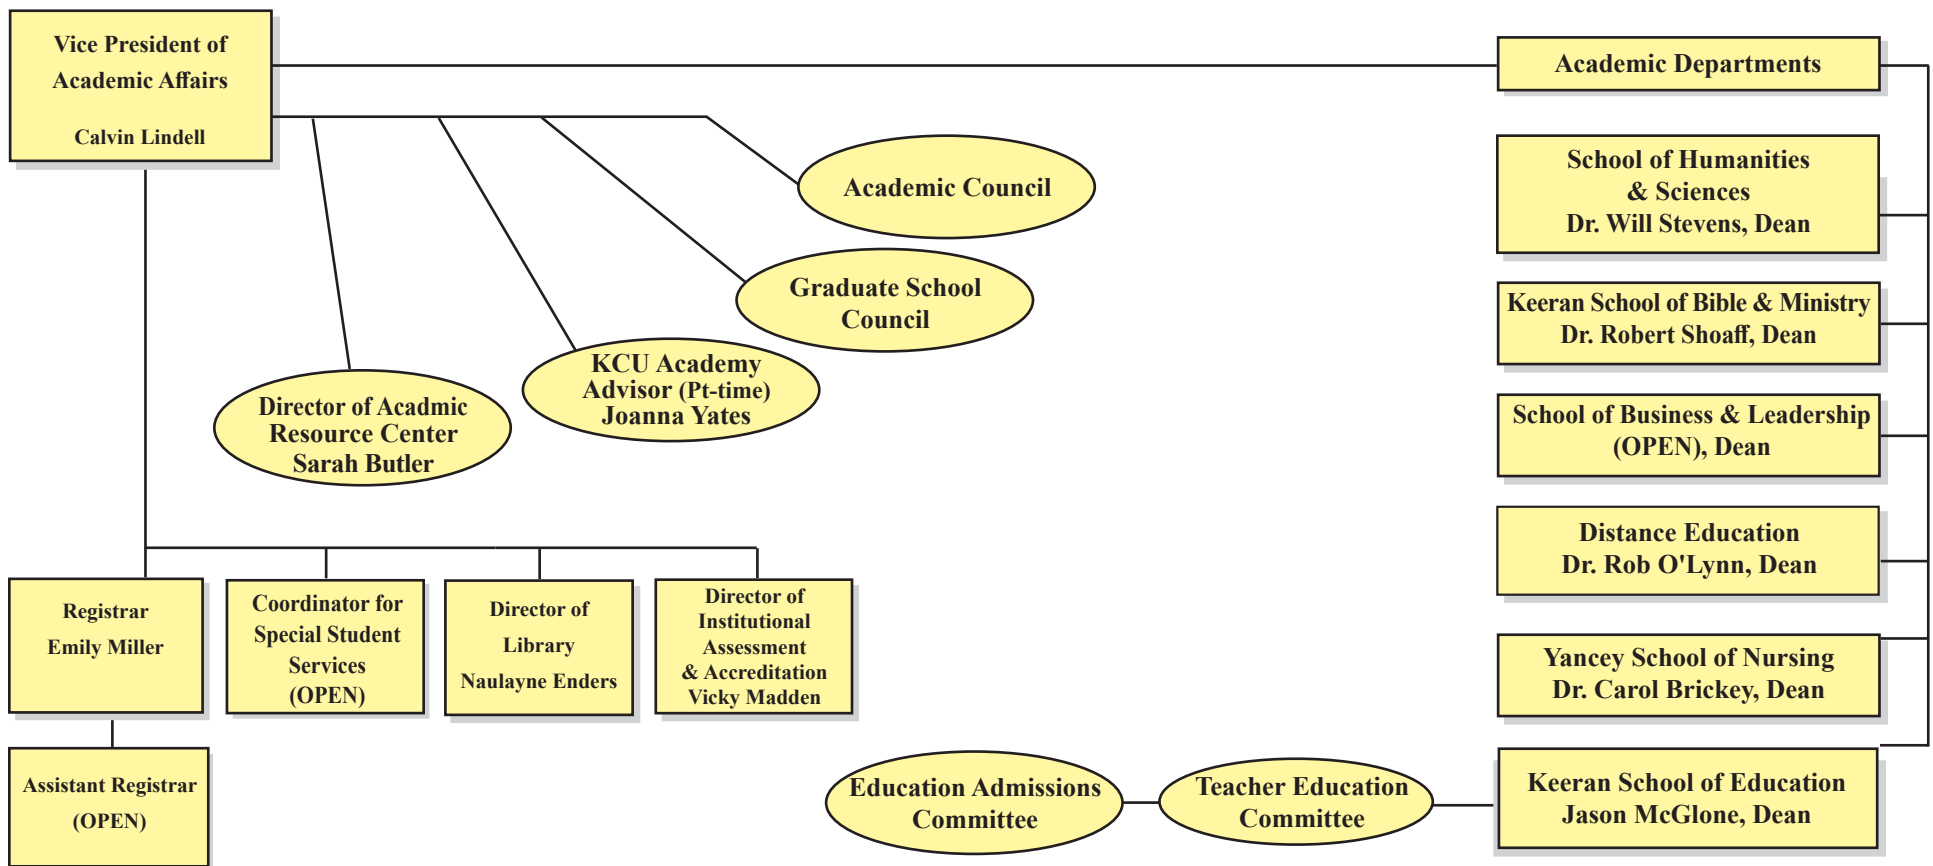 Vice President of
Academic Affairs
Calvin Lindell
Academic Departments
School of Humanities
& Sciences
Dr. Will Stevens, Dean
Academic Council
Graduate School
Council
Keeran School of Bible & Ministry
Dr. Robert Shoaff, Dean
KCU Academy
Advisor (Pt-time)
Joanna Yates
Director of Acadmic
Resource Center
Sarah Butler
School of Business & Leadership
(OPEN), Dean
Distance Education
Dr. Rob O'Lynn, Dean
Registrar
Emily Miller
Coordinator for
Special Student
Services
(OPEN)
Director of
Library
Naulayne Enders
Director of
Institutional
Assessment
& Accreditation
Vicky Madden
Yancey School of Nursing
Dr. Carol Brickey, Dean
Assistant Registrar
(OPEN)
Education Admissions
Committee
Teacher Education
Committee
Keeran School of Education
Jason McGlone, Dean